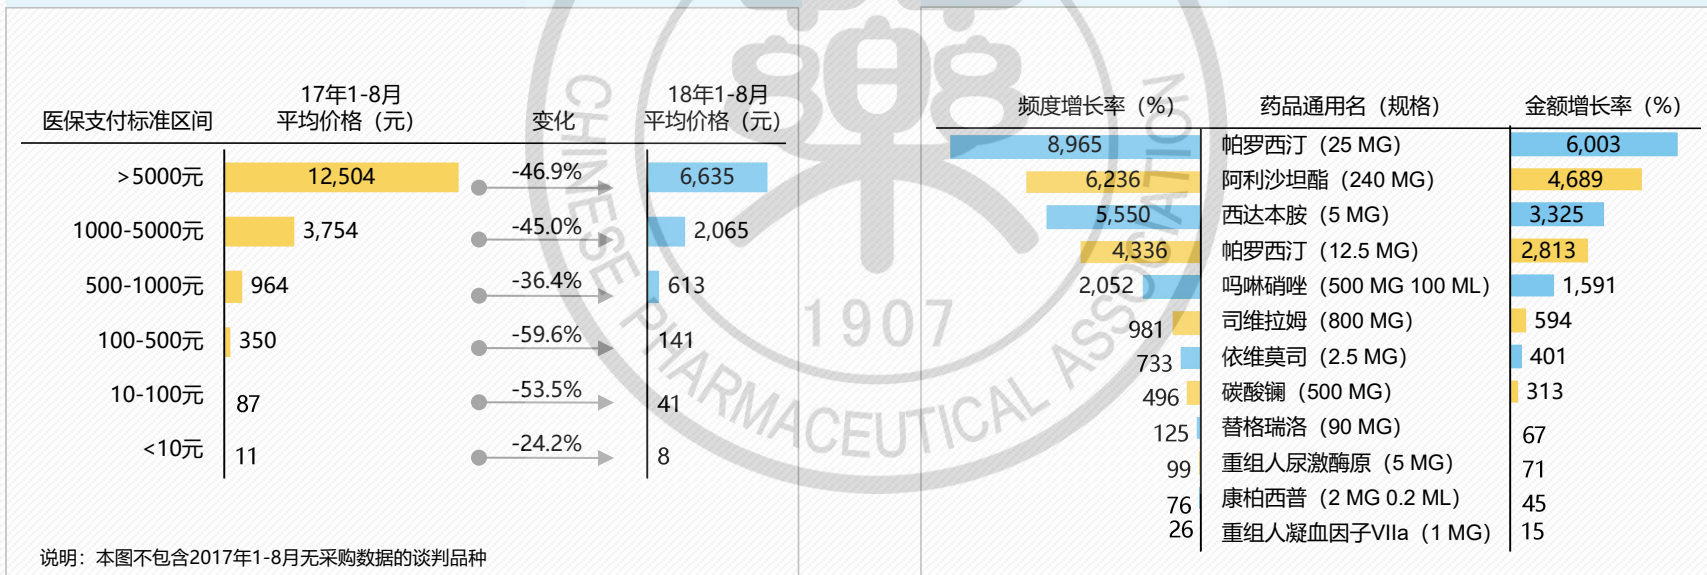 17年1-8月
18年1-8月
医保支付标准区间 平均价格（元） 变化 平均价格（元）
>5000元 12,504 -46.9% 6,635
1000-5000元 3,754 -45.0% 2,065
500-1000元 964 -36.4% 613
100-500元 350 -59.6% 141
10-100元 87 -53.5% 41
<10元 11 -24.2% 8
说明：本图不包含2017年1-8月无采购数据的谈判品种
频度增长率（%） 药品通用名（规格） 金额增长率（%）
8,965 帕罗西汀（25 MG） 6,003
6,236 阿利沙坦酯（240 MG） 4,689
5,550 西达本胺（5 MG） 3,325
4,336 帕罗西汀（12.5 MG） 2,813
2,052 吗啉硝唑（500 MG 100 ML） 1,591
981 司维拉姆（800 MG） 594
733 依维莫司（2.5 MG） 401
496 碳酸镧（500 MG） 313
125 替格瑞洛（90 MG） 67
99 重组人尿激酶原（5 MG） 71
76 康柏西普（2 MG 0.2 ML） 45
26 重组人凝血因子VIIa（1 MG） 15
CHINESE PHARMACEUTICAL ASSOCIATION
1907